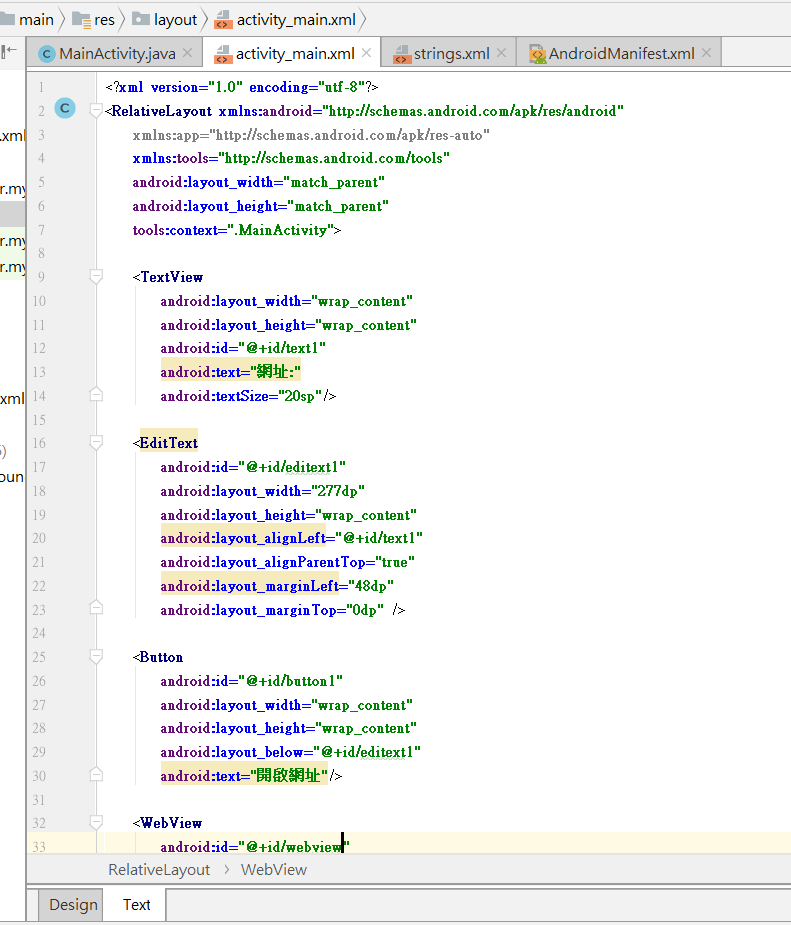 main res layout activity_main.xml
MainActivity.java activity_main.xml strings.xml AndroidManifest.xml
1 <?xml version="1.0" encoding="utf-8"?>
2 C <RelativeLayout xmlns:android="http://schemas.android.com/apk/res/android"
3 xmlns:app="http://schemas.android.com/apk/res-auto"
4 xmlns:tools="http://schemas.android.com/tools"
5 android:layout_width="match_parent"
6 android:layout_height="match_parent"
7 tools:context=".MainActivity">
8
9 <TextView
10 android:layout_width="wrap_content"
11 android:layout_height="wrap_content"
12 android:id="@+id/text1"
13 android:text="網址:"
14 android:textSize="20sp"/>
15
16 <EditText
17 android:id="@+id/editext1"
18 android:layout_width="277dp"
19 android:layout_height="wrap_content"
20 android:layout_alignLeft="@+id/text1"
21 android:layout_alignParentTop="true"
22 android:layout_marginLeft="48dp"
23 android:layout_marginTop="0dp" />
24
25 <Button
26 android:id="@+id/button1"
27 android:layout_width="wrap_content"
28 android:layout_height="wrap_content"
29 android:layout_below="@+id/editext1"
30 android:text="開啟網址"/>
31
32 <WebView
33 android:id="@+id/webview"
.xml
r.my
r.my
r.my
xml
)
oun
RelativeLayout WebView
Design Text